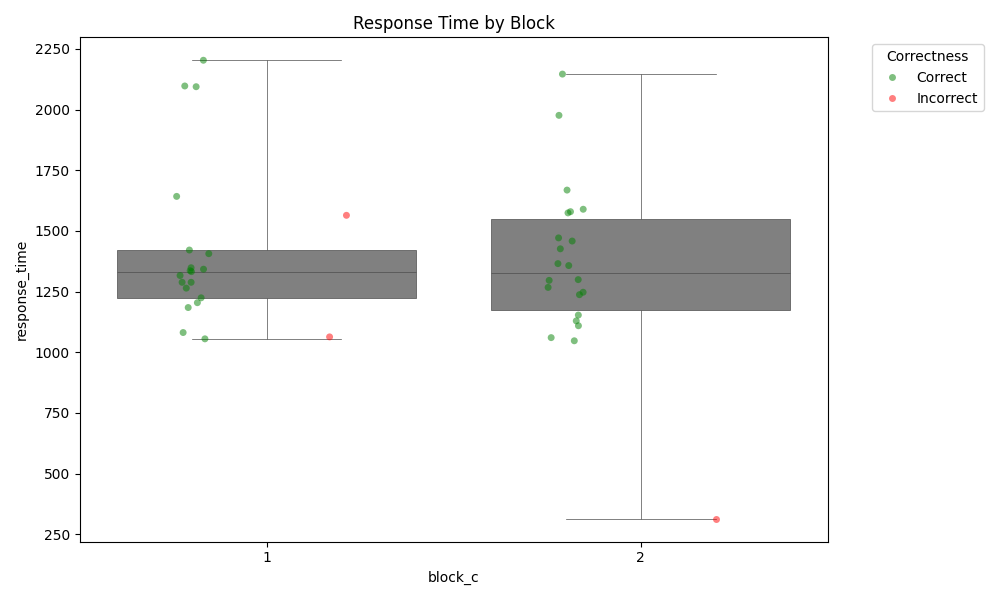 Response Time by Block
Correctness
Correct
Incorrect
response_time
2250
2000
1750
1500
1250
1000
750
500
250
1
2
block_c